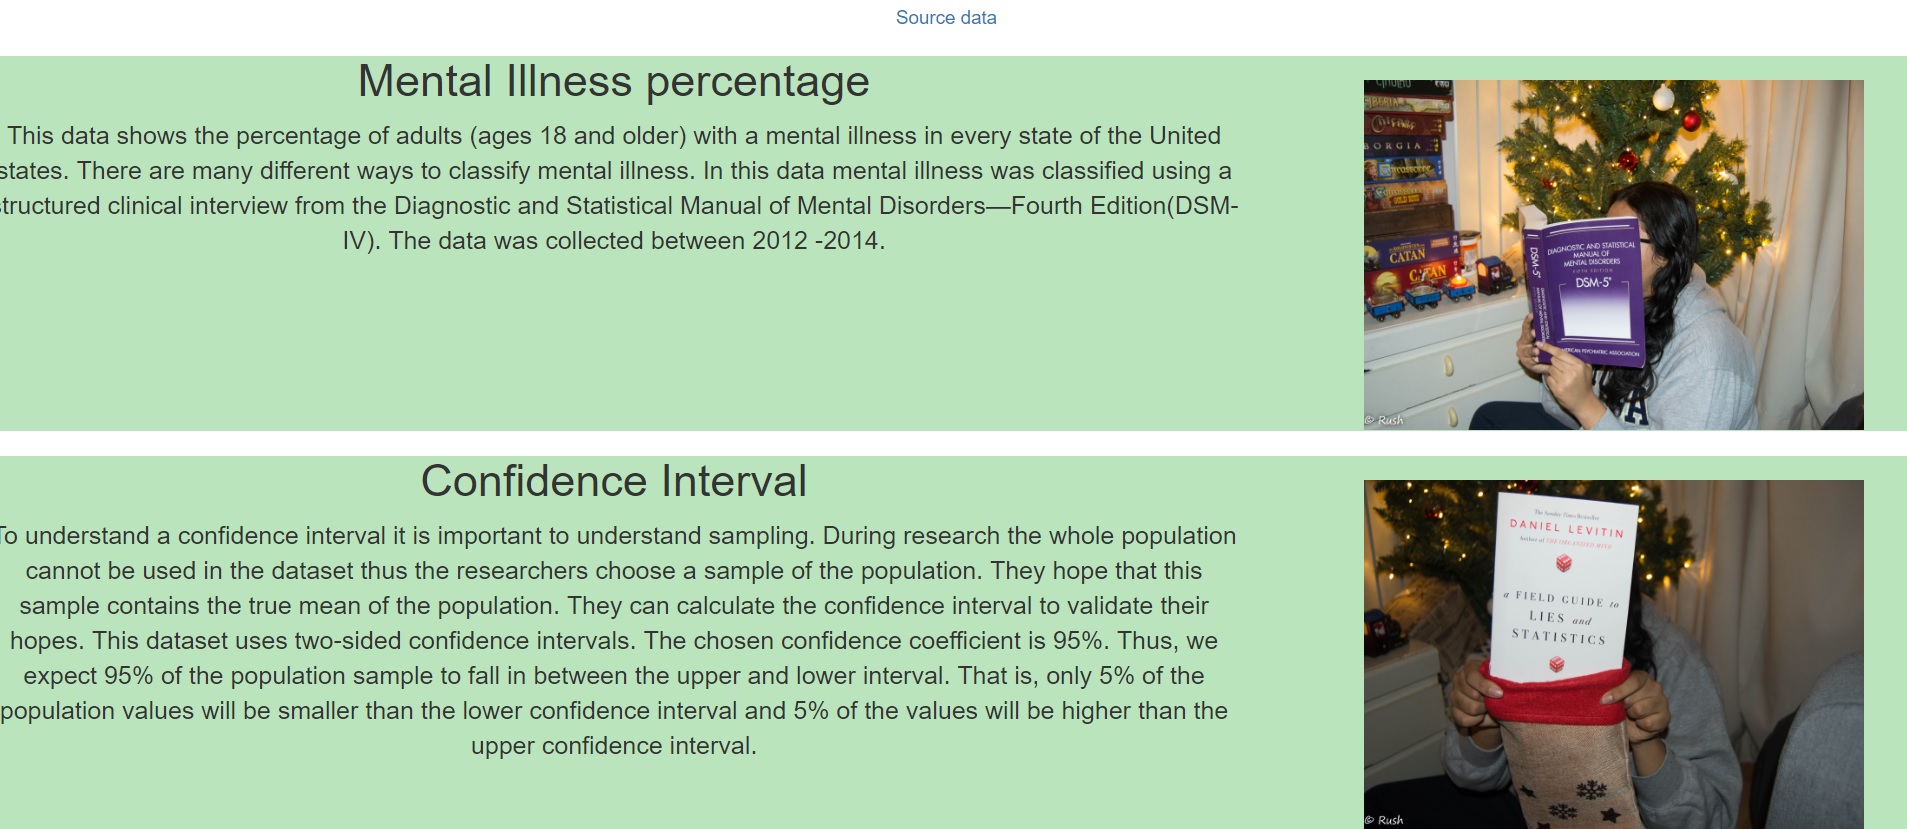 Source data
Mental Illness percentage
This data shows the percentage of adults (ages 18 and older) with a mental illness in every state of the United
states. There are many different ways to classify mental illness. In this data mental illness was classified using a
structured clinical interview from the Diagnostic and Statistical Manual of Mental Disorders—Fourth Edition(DSM-
IV). The data was collected between 2012 -2014.
BORGIA
CATAN
CATAN
DSM-5
DIAGNOSTIC AND STATISTICAL
MANUAL OF
MENTAL DISORDERS
FIFTH EDITION
DSM-5®
AMERICAN PSYCHIATRIC ASSOCIATION
A
© Rush
Confidence Interval
To understand a confidence interval it is important to understand sampling. During research the whole population
cannot be used in the dataset thus the researchers choose a sample of the population. They hope that this
sample contains the true mean of the population. They can calculate the confidence interval to validate their
hopes. This dataset uses two-sided confidence intervals. The chosen confidence coefficient is 95%. Thus, we
expect 95% of the population sample to fall in between the upper and lower interval. That is, only 5% of the
population values will be smaller than the lower confidence interval and 5% of the values will be higher than the
upper confidence interval.
The Sunday Times Bestseller
DANIEL LEVITIN
Author of THE ORGANIZED MIND
a FIELD GUIDE to
LIES and
STATISTICS
© Rush